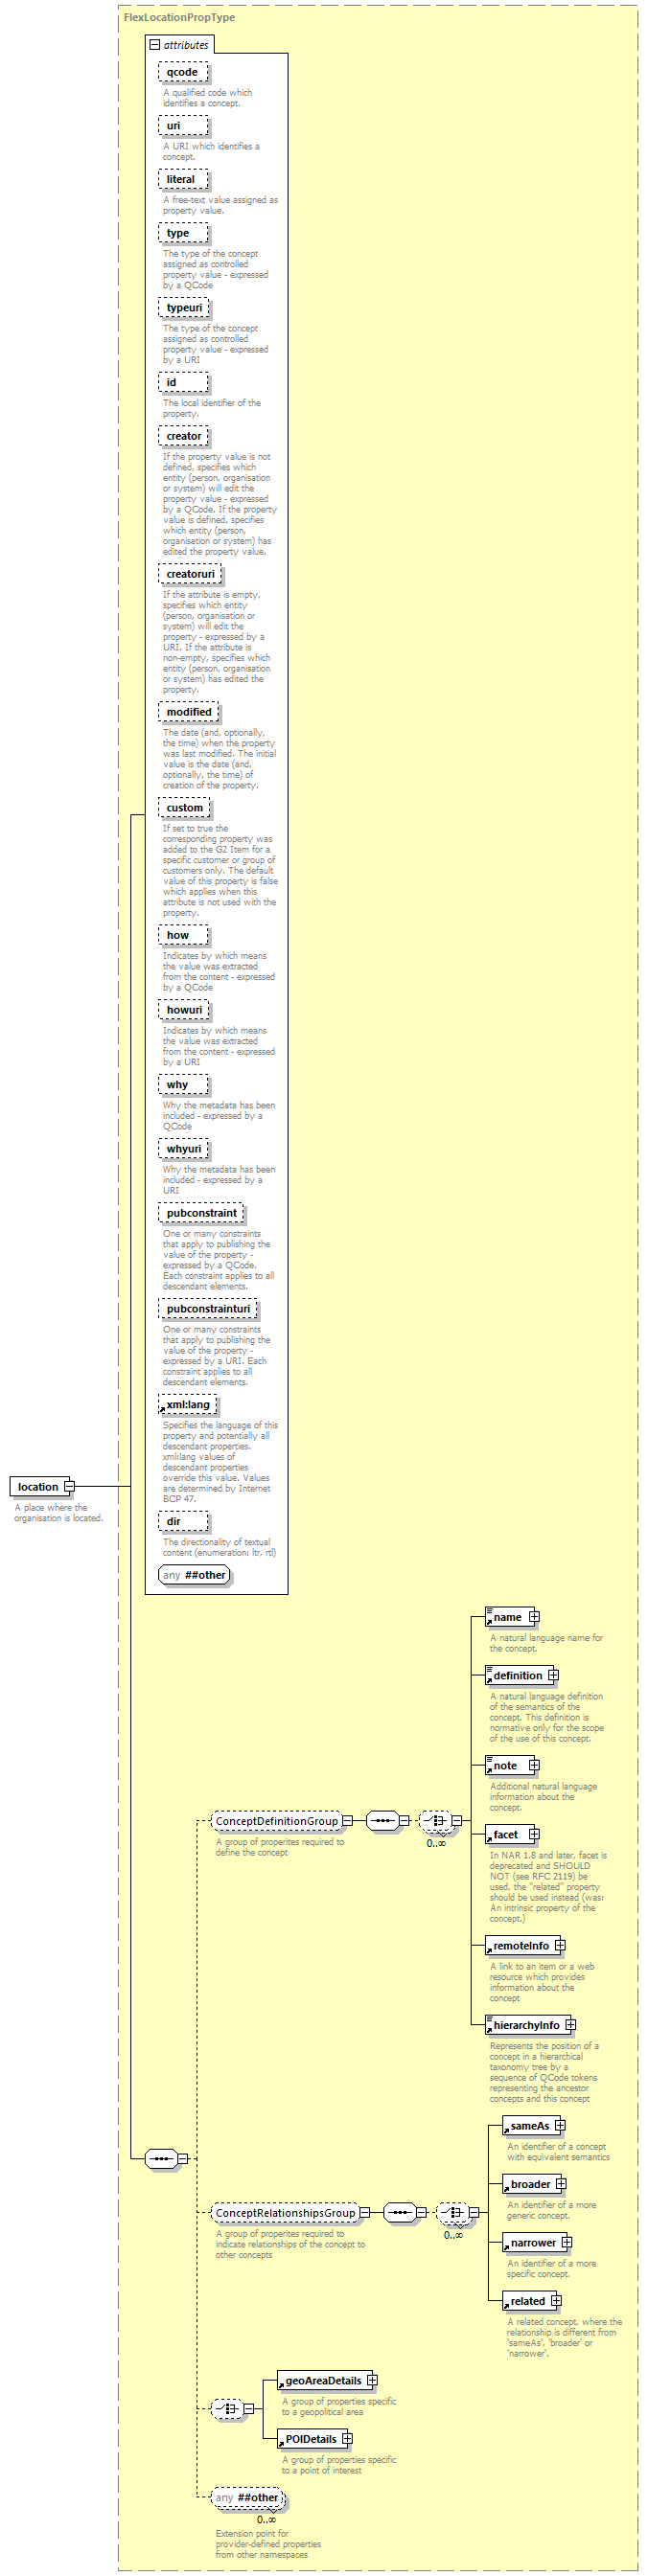 FlexLocationPropType
attributes
qcode
A qualified code which
identifies a concept.
uri
A URI which identifies a
concept.
literal
A free-text value assigned as
property value.
type
The type of the concept
assigned as controlled
property value - expressed
by a QCode
typeuri
The type of the concept
assigned as controlled
property value - expressed
by a URI
id
The local identifier of the
property.
creator
If the property value is not
defined, specifies which
entity (person, organisation
or system) will edit the
property value - expressed
by a QCode. If the property
value is defined, specifies
which entity (person,
organisation or system) has
edited the property value.
creatoruri
If the attribute is empty,
specifies which entity
(person, organisation or
system) will edit the
property - expressed by a
URI. If the attribute is
non-empty, specifies which
entity (person, organisation
or system) has edited the
property.
modified
The date (and, optionally,
the time) when the property
was last modified. The initial
value is the date (and,
optionally, the time) of
creation of the property.
custom
If set to true the
corresponding property was
added to the G2 Item for a
specific customer or group of
customers only. The default
value of this property is false
which applies when this
attribute is not used with the
property.
how
Indicates by which means
the value was extracted
from the content - expressed
by a QCode
howuri
Indicates by which means
the value was extracted
from the content - expressed
by a URI
why
Why the metadata has been
included - expressed by a
QCode
whyuri
Why the metadata has been
included - expressed by a
URI
pubconstraint
One or many constraints
that apply to publishing the
value of the property -
expressed by a QCode.
Each constraint applies to all
descendant elements.
pubconstrainturi
One or many constraints
that apply to publishing the
value of the property -
expressed by a URI. Each
constraint applies to all
descendant elements.
xml:lang
Specifies the language of this
property and potentially all
descendant properties.
xml:lang values of
descendant properties
override this value. Values
are determined by Internet
BCP 47.
location
A place where the
organisation is located.
dir
The directionality of textual
content (enumeration: ltr, rtl)
any ##other
name
A natural language name for
the concept.
definition
A natural language definition
of the semantics of the
concept. This definition is
normative only for the scope
of the use of this concept.
note
Additional natural language
information about the
concept.
ConceptDefinitionGroup
A group of properites required to
define the concept
0..∞
facet
In NAR 1.8 and later, facet is
deprecated and SHOULD
NOT (see RFC 2119) be
used, the "related" property
should be used instead (was:
An intrinsic property of the
concept.)
remoteInfo
A link to an item or a web
resource which provides
information about the
concept
hierarchyInfo
Represents the position of a
concept in a hierarchical
taxonomy tree by a
sequence of QCode tokens
representing the ancestor
concepts and this concept
sameAs
An identifier of a concept
with equivalent semantics
broader
An identifier of a more
generic concept.
ConceptRelationshipsGroup
A group of properites required to
indicate relationships of the concept to
other concepts
0..∞
narrower
An identifier of a more
specific concept.
related
A related concept, where the
relationship is different from
'sameAs', 'broader' or
'narrower'.
geoAreaDetails
A group of properties specific
to a geopolitical area
POIDetails
A group of properties specific
to a point of interest
any ##other
0..∞
Extension point for
provider-defined properties
from other namespaces